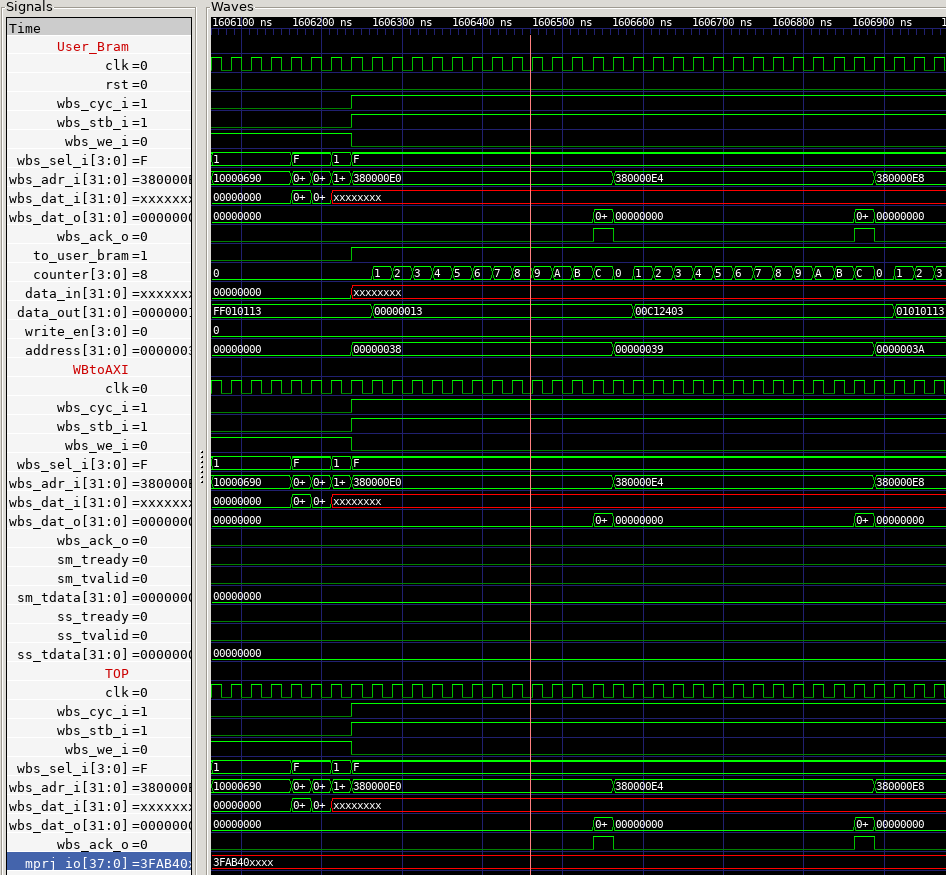 Signals Waves
Time 1606100 ns 1606200 ns 1606300 ns 1606400 ns 1606500 ns 1606600 ns 1606700 ns 1606800 ns 1606900 ns
User_Bram
clk =0
rst =0
wbs_cyc_i =1
wbs_stb_i =1
wbs_we_i =0
wbs_sel_i[3:0] =F 1 F 1 F
wbs_adr_i[31:0] =380000E 10000690 0+ 0+ 1+ 380000E0 380000E4 380000E8
wbs_dat_i[31:0] =xxxxxxx 00000000 0+ 0+ xxxxxxxx
wbs_dat_o[31:0] =0000000 00000000 0+ 00000000 0+ 00000000
wbs_ack_o =0
to_user_bram =1
counter[3:0] =8 0 1 2 3 4 5 6 7 8 9 A B C 0 1 2 3 4 5 6 7 8 9 A B C 0 1 2 3
data_in[31:0] =xxxxxxx 00000000 xxxxxxxx
data_out[31:0] =0000001 FF010113 00000013 00C12403 01010113
write_en[3:0] =0 0
address[31:0] =0000003 00000000 00000038 00000039 0000003A
WBtoAXI
clk =0
wbs_cyc_i =1
wbs_stb_i =1
wbs_we_i =0
wbs_sel_i[3:0] =F 1 F 1 F
wbs_adr_i[31:0] =380000E 10000690 0+ 0+ 1+ 380000E0 380000E4 380000E8
wbs_dat_i[31:0] =xxxxxxx 00000000 0+ 0+ xxxxxxxx
wbs_dat_o[31:0] =0000000 00000000 0+ 00000000 0+ 00000000
wbs_ack_o =0
sm_tready =0
sm_tvalid =0
sm_tdata[31:0] =0000000 00000000
ss_tready =0
ss_tvalid =0
ss_tdata[31:0] =0000000 00000000
TOP
clk =0
wbs_cyc_i =1
wbs_stb_i =1
wbs_we_i =0
wbs_sel_i[3:0] =F 1 F 1 F
wbs_adr_i[31:0] =380000E 10000690 0+ 0+ 1+ 380000E0 380000E4 380000E8
wbs_dat_i[31:0] =xxxxxxx 00000000 0+ 0+ xxxxxxxx
wbs_dat_o[31:0] =0000000 00000000 0+ 00000000 0+ 00000000
wbs_ack_o =0
mprj_io[37:0] =3FAB40 3FAB40xxxx